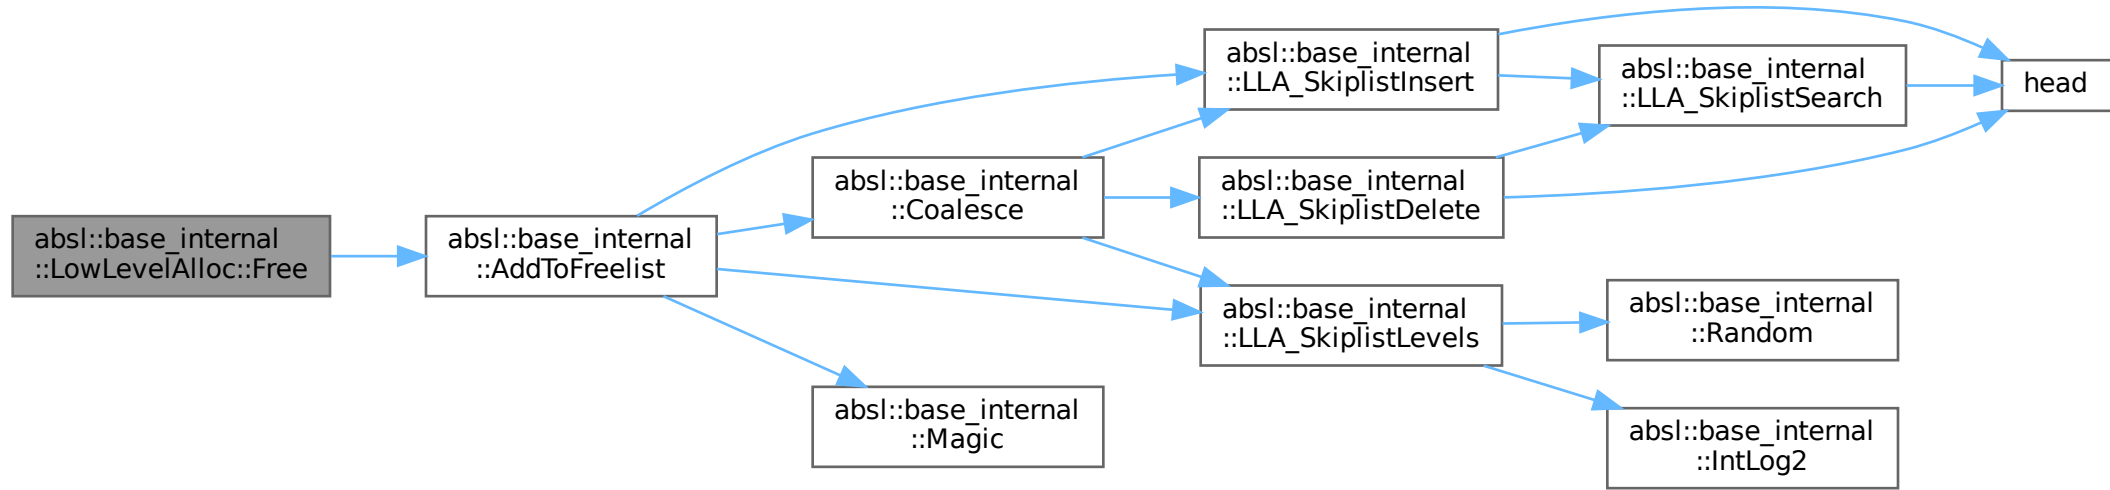 absl::base_internal
::LowLevelAlloc::Free
absl::base_internal
::AddToFreelist
absl::base_internal
::LLA_SkiplistInsert
absl::base_internal
::LLA_SkiplistSearch
head
absl::base_internal
::Coalesce
absl::base_internal
::LLA_SkiplistDelete
absl::base_internal
::LLA_SkiplistLevels
absl::base_internal
::Random
absl::base_internal
::Magic
absl::base_internal
::IntLog2